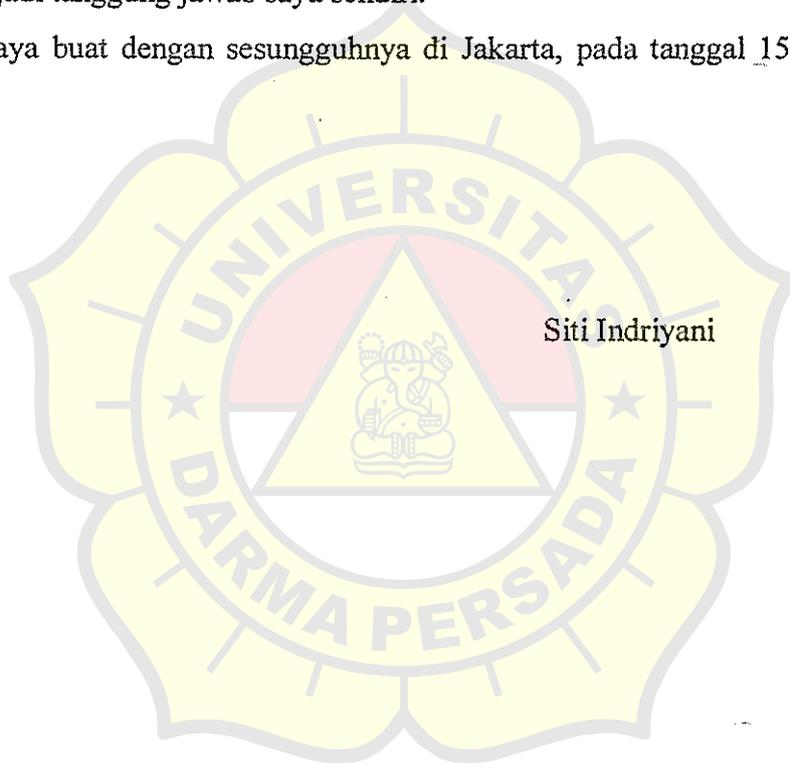 tanggung jawab saya sendiri.
aya buat dengan sesungguhnya di Jakarta, pada tanggal 15
Siti Indriyani
UNIVERSITAS
DARMA PERSADA